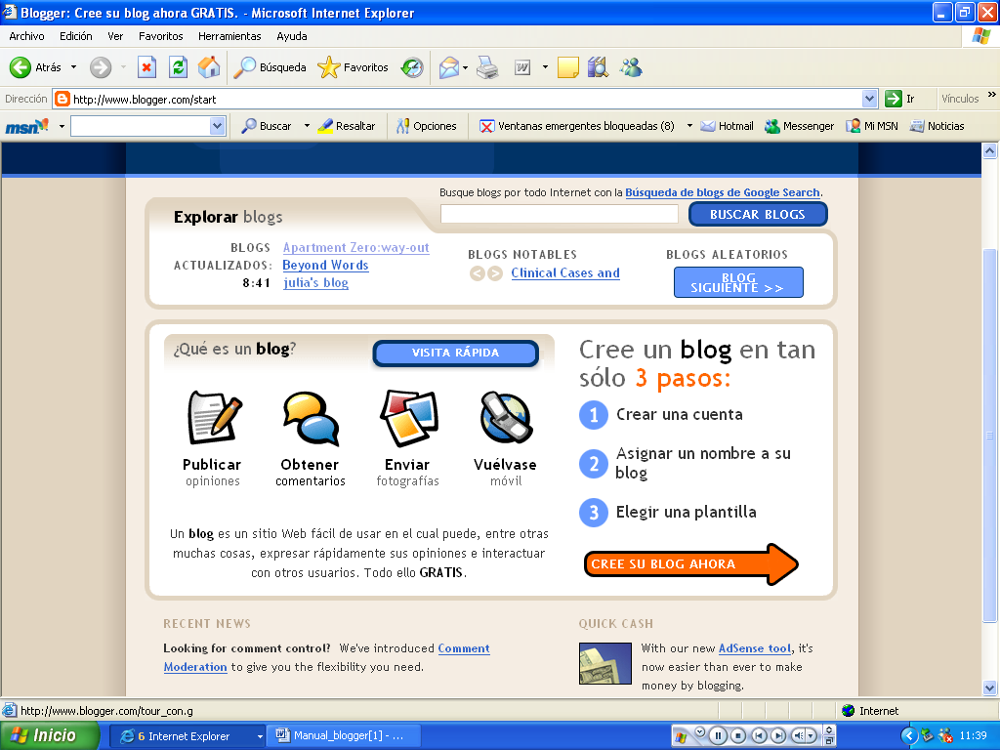 Blogger: Cree su blog ahora GRATIS. - Microsoft Internet Explorer
Archivo Edición Ver Favoritos Herramientas Ayuda
Atrás Búsqueda Favoritos
Dirección http://www.blogger.com/start Ir Vínculos »
msn Buscar Resaltar Opciones Ventanas emergentes bloqueadas (8) Hotmail Messenger Mi MSN Noticias
Busque blogs por todo Internet con la Búsqueda de blogs de Google Search.
Explorar blogs
BUSCAR BLOGS
BLOGS ACTUALIZADOS: 8:41
Apartment Zero:way-out
Beyond Words
julia's blog
BLOGS NOTABLES
Clinical Cases and
BLOGS ALEATORIOS
BLOG
SIGUIENTE >>
¿Qué es un blog?
VISITA RÁPIDA
Publicar
opiniones
Obtener
comentarios
Enviar
fotografías
Vuélvase
móvil
Un blog es un sitio Web fácil de usar en el cual puede, entre otras
muchas cosas, expresar rápidamente sus opiniones e interactuar
con otros usuarios. Todo ello GRATIS.
Cree un blog en tan
sólo 3 pasos:
1 Crear una cuenta
2 Asignar un nombre a su
blog
3 Elegir una plantilla
CREE SU BLOG AHORA
RECENT NEWS
Looking for comment control? We've introduced Comment
Moderation to give you the flexibility you need.
QUICK CASH
With our new AdSense tool, it's
now easier than ever to make
money by blogging.
http://www.blogger.com/tour_con.g Internet
Inicio 6 Internet Explorer Manual_blogger[1] - ... 11:39